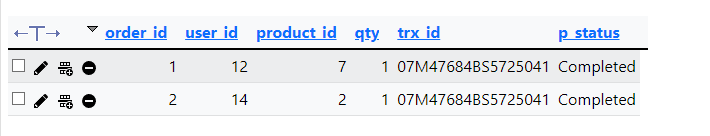 order_id user_id product_id qty trx_id p_status
1 12 7 1 07M47684BS5725041 Completed
2 14 2 1 07M47684BS5725041 Completed